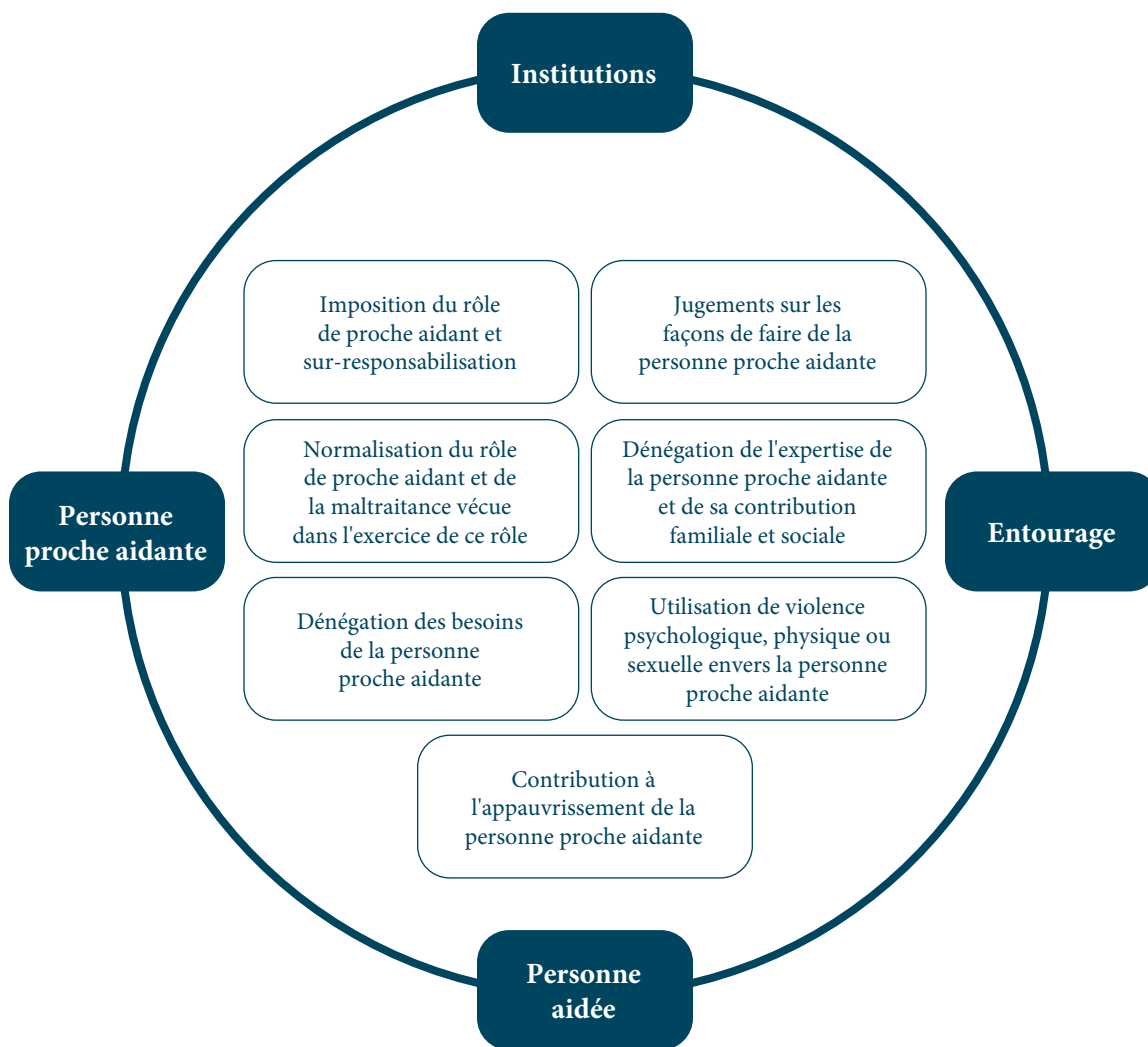 Institutions
Imposition du rôle
de proche aidant et
sur-responsabilisation
Jugements sur les
façons de faire de la
personne proche aidante
Normalisation du rôle
de proche aidant et de
la maltraitance vécue
dans l'exercice de ce rôle
Dénégation de l'expertise de
la personne proche aidante
et de sa contribution
familiale et sociale
Personne
proche aidante
Entourage
Dénégation des besoins
de la personne
proche aidante
Utilisation de violence
psychologique, physique ou
sexuelle envers la personne
proche aidante
Contribution à
l'appauvrissement de la
personne proche aidante
Personne
aidée